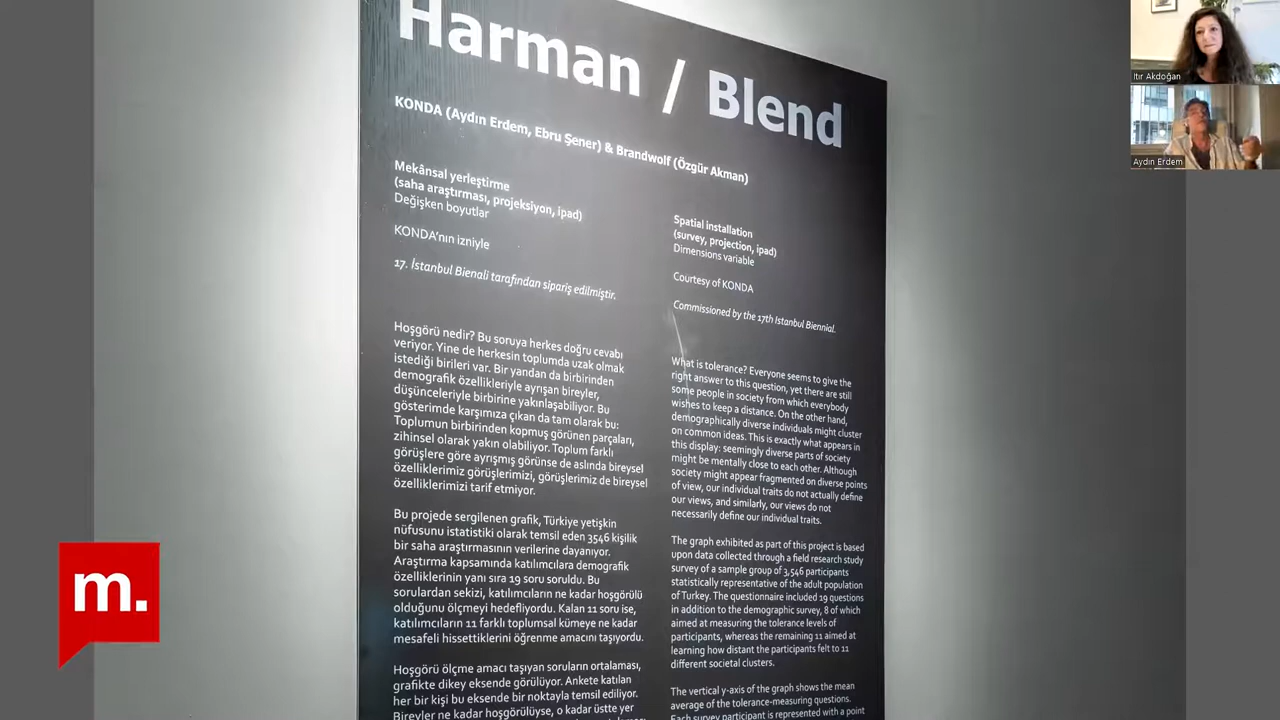 Harman / Blend
KONDA (Aydın Erdem, Ebru Şener) & Brandwolf (Özgür Akman)
Mekânsal yerleştirme
(saha araştırması, projeksiyon, ipad)
Değişken boyutlar
KONDA'nın izniyle
17. İstanbul Bienali tarafından sipariş edilmiştir.
Hoşgörü nedir? Bu soruya herkes doğru cevabı
veriyor. Yine de herkesin toplumda uzak olmak
istediği birileri var. Bir yandan da birbirinden
demografik özellikleriyle ayrışan bireyler,
düşünceleriyle birbirine yakınlaşabiliyor. Bu
gösterimde karşımıza çıkan da tam olarak bu:
Toplumun birbirinden kopmuş görünen parçaları,
zihinsel olarak yakın olabiliyor. Toplum farklı
görüşlere göre ayrışmış görünse de aslında bireysel
özelliklerimiz görüşlerimizi, görüşlerimiz de bireysel
özelliklerimizi tarif etmiyor.
Bu projede sergilenen grafik, Türkiye yetişkin
nüfusunu istatistiki olarak temsil eden 3546 kişilik
bir saha araştırmasının verilerine dayanıyor.
Araştırma kapsamında katılımcılara demografik
özelliklerinin yanı sıra 19 soru soruldu. Bu
sorulardan sekizi, katılımcıların ne kadar hoşgörülü
olduğunu ölçmeyi hedefliyordu. Kalan 11 soru ise,
katılımcıların 11 farklı toplumsal kümeye ne kadar
mesafeli hissettiklerini öğrenme amacını taşıyordu.
Hoşgörü ölçme amacı taşıyan soruların ortalaması,
grafikte dikey eksende görülüyor. Ankete katılan
her bir kişi bu eksende bir noktayla temsil ediliyor.
Bireyler ne kadar hoşgörülüyse, o kadar üstte yer
Spatial installation
(survey, projection, ipad)
Dimensions variable
Courtesy of KONDA
Commissioned by the 17th Istanbul Biennial.
What is tolerance? Everyone seems to give the
right answer to this question, yet there are still
some people in society from which everybody
wishes to keep a distance. On the other hand,
demographically diverse individuals might cluster
on common ideas. This is exactly what appears in
this display: seemingly diverse parts of society
might be mentally close to each other. Although
society might appear fragmented on diverse points
of view, our individual traits do not actually define
our views, and similarly, our views do not
necessarily define our individual traits.
The graph exhibited as part of this project is based
upon data collected through a field research study
survey of a sample group of 3,546 participants
statistically representative of the adult population
of Turkey. The questionnaire included 19 questions
in addition to the demographic survey, 8 of which
aimed at measuring the tolerance levels of
participants, whereas the remaining 11 aimed at
learning how distant the participants felt to 11
different societal clusters.
The vertical y-axis of the graph shows the mean
average of the tolerance-measuring questions.
Each survey participant is represented with a point
Itır Akdoğan
Aydın Erdem
m.